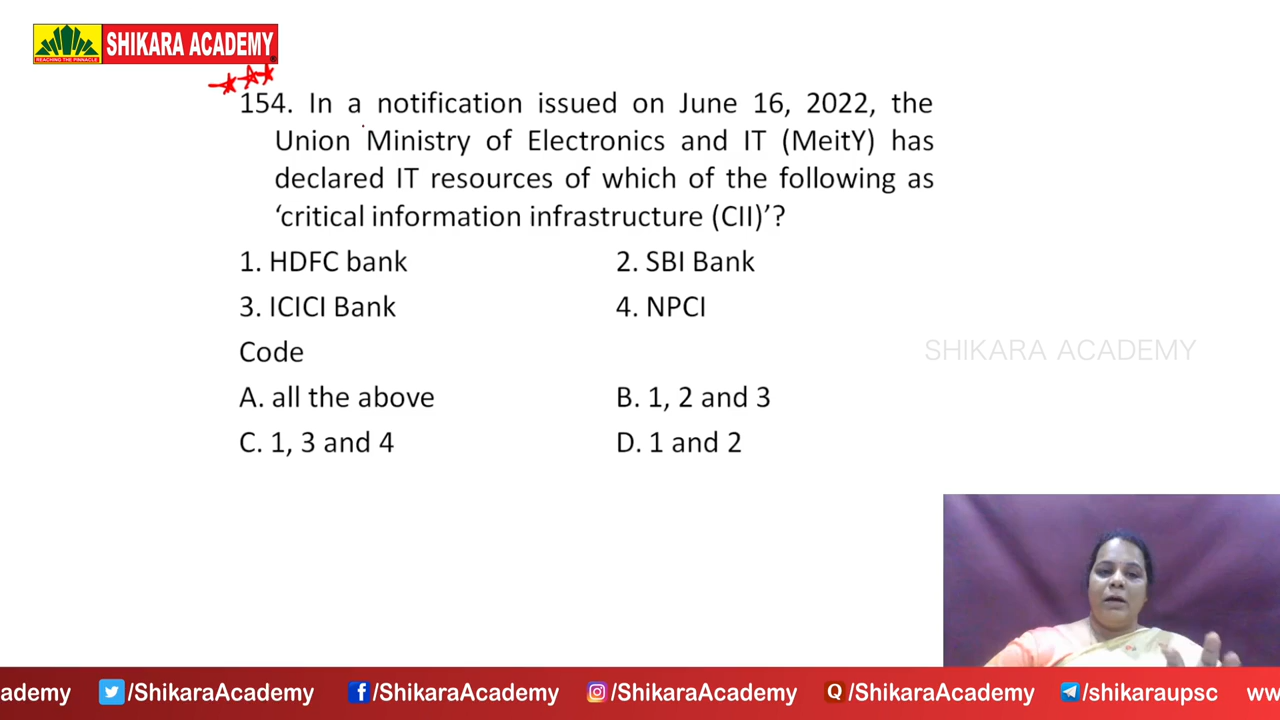 SHIKARA ACADEMY
REACHING THE PINNACLE
154. In a notification issued on June 16, 2022, the
Union Ministry of Electronics and IT (MeitY) has
declared IT resources of which of the following as
‘critical information infrastructure (CII)’?
1. HDFC bank 2. SBI Bank
3. ICICI Bank 4. NPCI
Code
SHIKARA ACADEMY
A. all the above B. 1, 2 and 3
C. 1, 3 and 4 D. 1 and 2
ademy /ShikaraAcademy /ShikaraAcademy /ShikaraAcademy /ShikaraAcademy /shikaraupsc ww